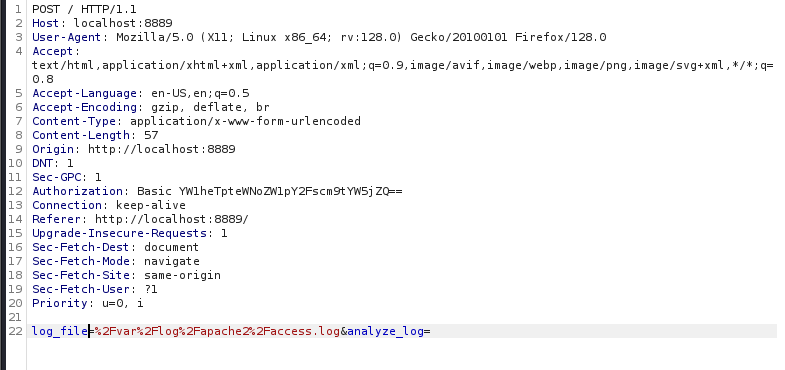 1 POST / HTTP/1.1
2 Host: localhost:8889
3 User-Agent: Mozilla/5.0 (X11; Linux x86_64; rv:128.0) Gecko/20100101 Firefox/128.0
4 Accept:
text/html,application/xhtml+xml,application/xml;q=0.9,image/avif,image/webp,image/png,image/svg+xml,*/*;q=
0.8
5 Accept-Language: en-US,en;q=0.5
6 Accept-Encoding: gzip, deflate, br
7 Content-Type: application/x-www-form-urlencoded
8 Content-Length: 57
9 Origin: http://localhost:8889
10 DNT: 1
11 Sec-GPC: 1
12 Authorization: Basic YW1heTpteWNoZW1pY2Fscm9tYW5jZQ==
13 Connection: keep-alive
14 Referer: http://localhost:8889/
15 Upgrade-Insecure-Requests: 1
16 Sec-Fetch-Dest: document
17 Sec-Fetch-Mode: navigate
18 Sec-Fetch-Site: same-origin
19 Sec-Fetch-User: ?1
20 Priority: u=0, i
21
22 log_file=%2Fvar%2Flog%2Fapache2%2Faccess.log&analyze_log=